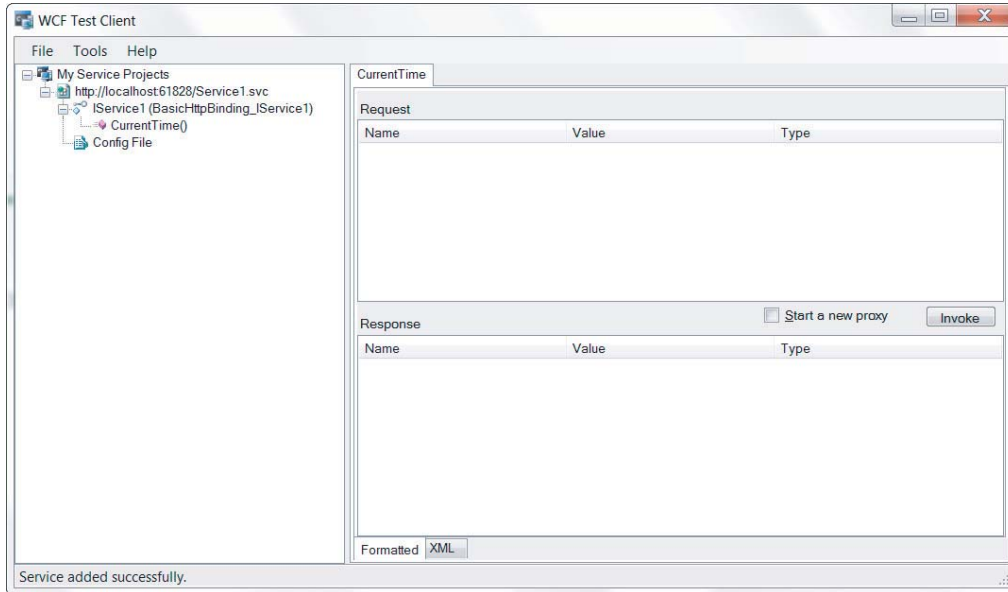 WCF Test Client
File Tools Help
My Service Projects
http://localhost:61828/Service1.svc
IService1 (BasicHttpBinding_IService1)
CurrentTime()
Config File
CurrentTime
Request
Name Value Type
Response
Start a new proxy
Invoke
Name Value Type
Formatted XML
Service added successfully.